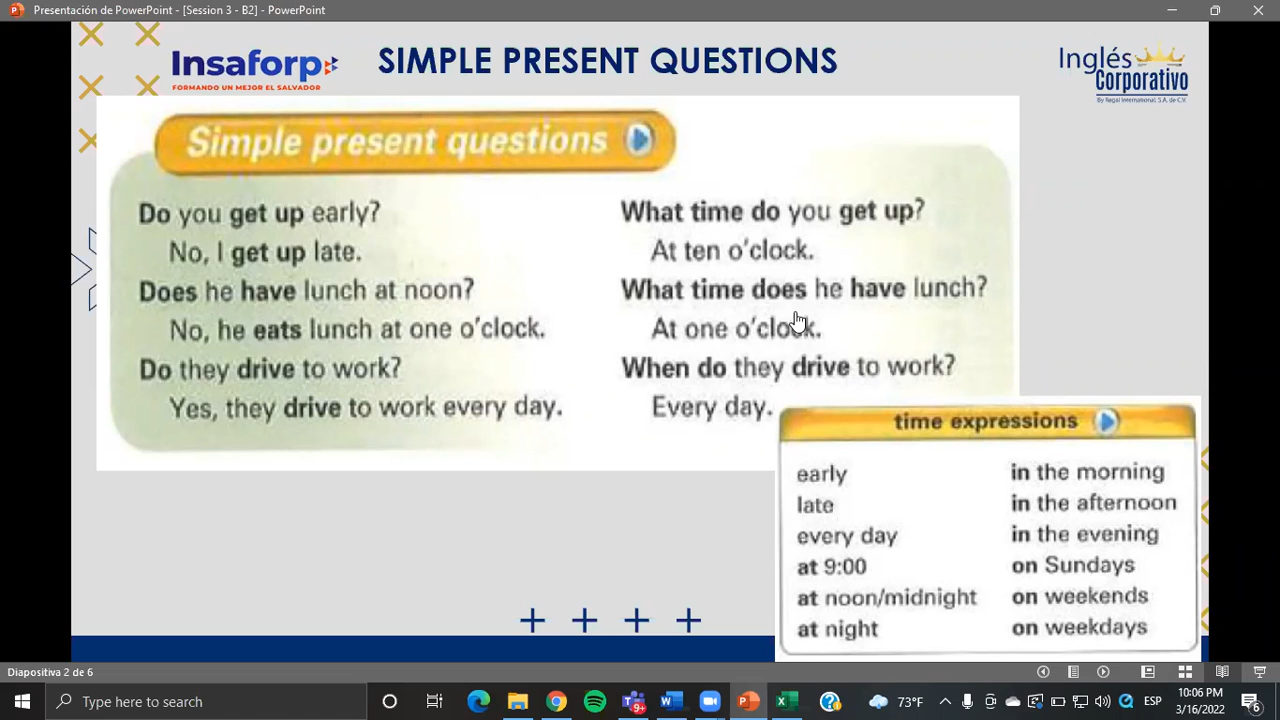 Presentación de PowerPoint - [Session 3 - B2] - PowerPoint
Insaforp
FORMANDO UN MEJOR EL SALVADOR
SIMPLE PRESENT QUESTIONS
Inglés
Corporativo
By Regal International, S.A. de C.V.
Simple present questions
Do you get up early?
No, I get up late.
Does he have lunch at noon?
No, he eats lunch at one o'clock.
Do they drive to work?
Yes, they drive to work every day.
What time do you get up?
At ten o'clock.
What time does he have lunch?
At one o'clock.
When do they drive to work?
Every day.
time expressions
early
late
every day
at 9:00
at noon/midnight
at night
in the morning
in the afternoon
in the evening
on Sundays
on weekends
on weekdays
Diapositiva 2 de 6
Type here to search
9+
73°F
ESP
10:06 PM
3/16/2022
6